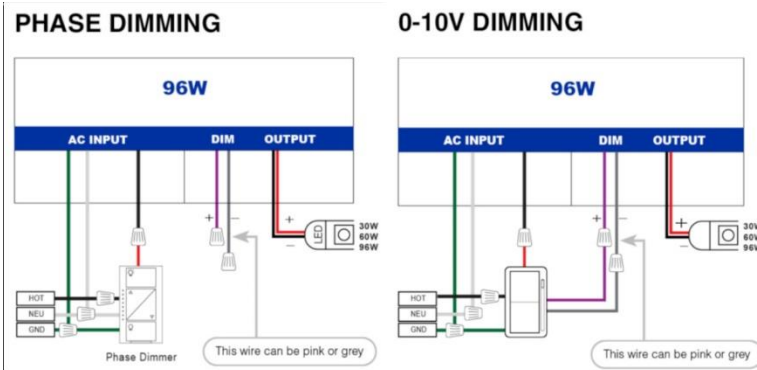 PHASE DIMMING
96W
AC INPUT DIM OUTPUT
+ −
+
−
LED
30W
60W
96W
HOT
NEU
GND
Phase Dimmer
This wire can be pink or grey
0-10V DIMMING
96W
AC INPUT DIM OUTPUT
+ −
+
−
LED
30W
60W
96W
HOT
NEU
GND
This wire can be pink or grey